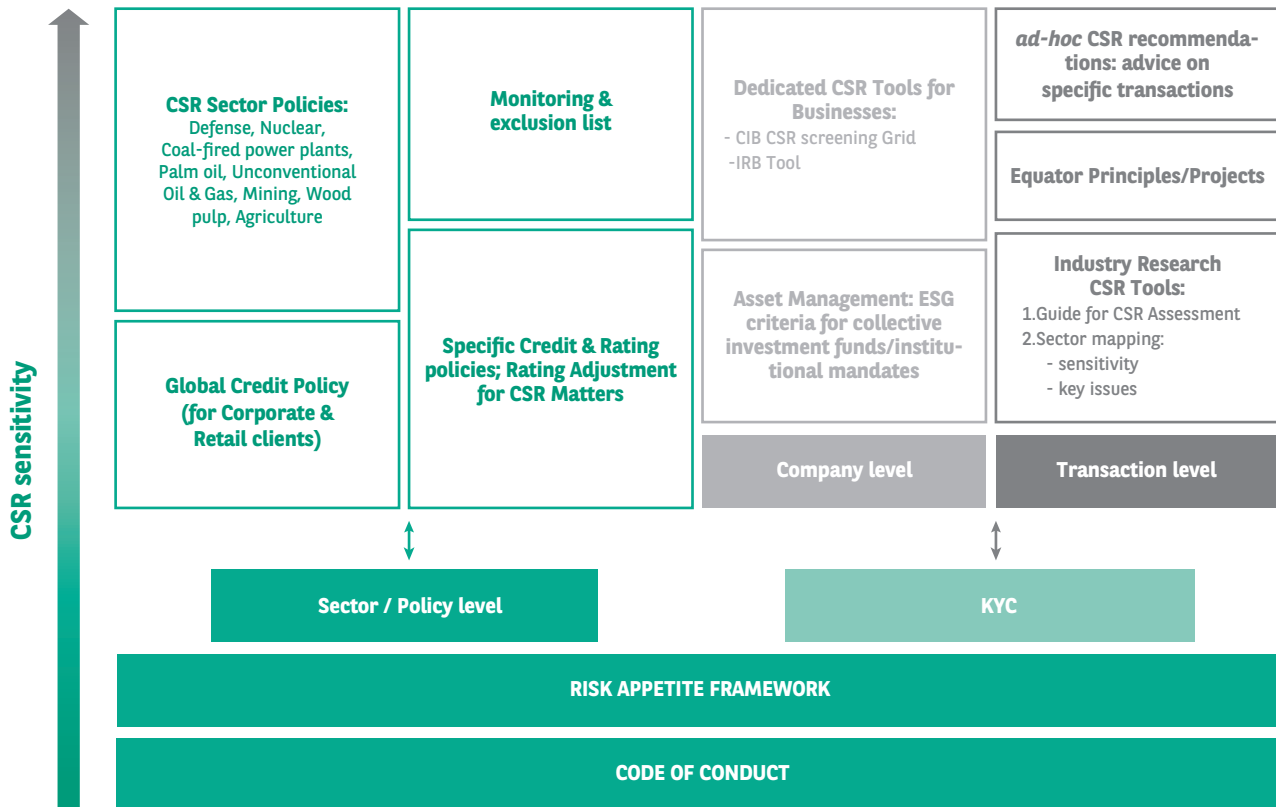 CSR sensitivity
CSR Sector Policies:
Defense, Nuclear,
Coal-fired power plants,
Palm oil, Unconventional
Oil & Gas, Mining, Wood
pulp, Agriculture
Global Credit Policy
(for Corporate &
Retail clients)
Monitoring &
exclusion list
Specific Credit & Rating
policies; Rating Adjustment
for CSR Matters
Dedicated CSR Tools for
Businesses:
- CIB CSR screening Grid
-IRB Tool
Asset Management: ESG
criteria for collective
investment funds/institu-
tional mandates
Company level
ad-hoc CSR recommenda-
tions: advice on
specific transactions
Equator Principles/Projects
Industry Research
CSR Tools:
1.Guide for CSR Assessment
2.Sector mapping:
- sensitivity
- key issues
Transaction level
Sector / Policy level
KYC
RISK APPETITE FRAMEWORK
CODE OF CONDUCT